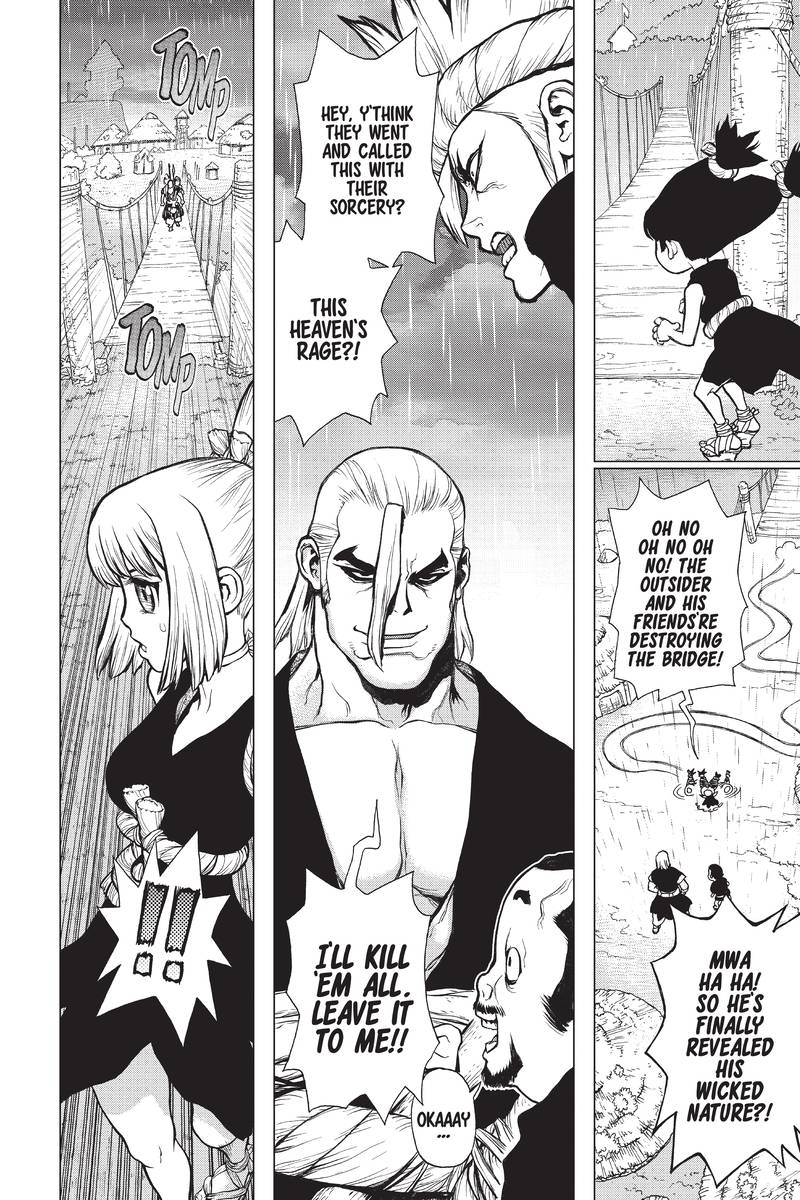 OH NO
OH NO OH
NO! THE
OUTSIDER
AND HIS
FRIENDS'RE
DESTROYING
THE BRIDGE!
MWA
HA HA!
SO HE'S
FINALLY
REVEALED
HIS
WICKED
NATURE?!
HEY, Y'THINK
THEY WENT
AND CALLED
THIS WITH
THEIR
SORCERY?
THIS
HEAVEN'S
RAGE?!
I'LL KILL
'EM ALL.
LEAVE IT
TO ME!!
OKAAAY
...
TOMP
TOMP
!!